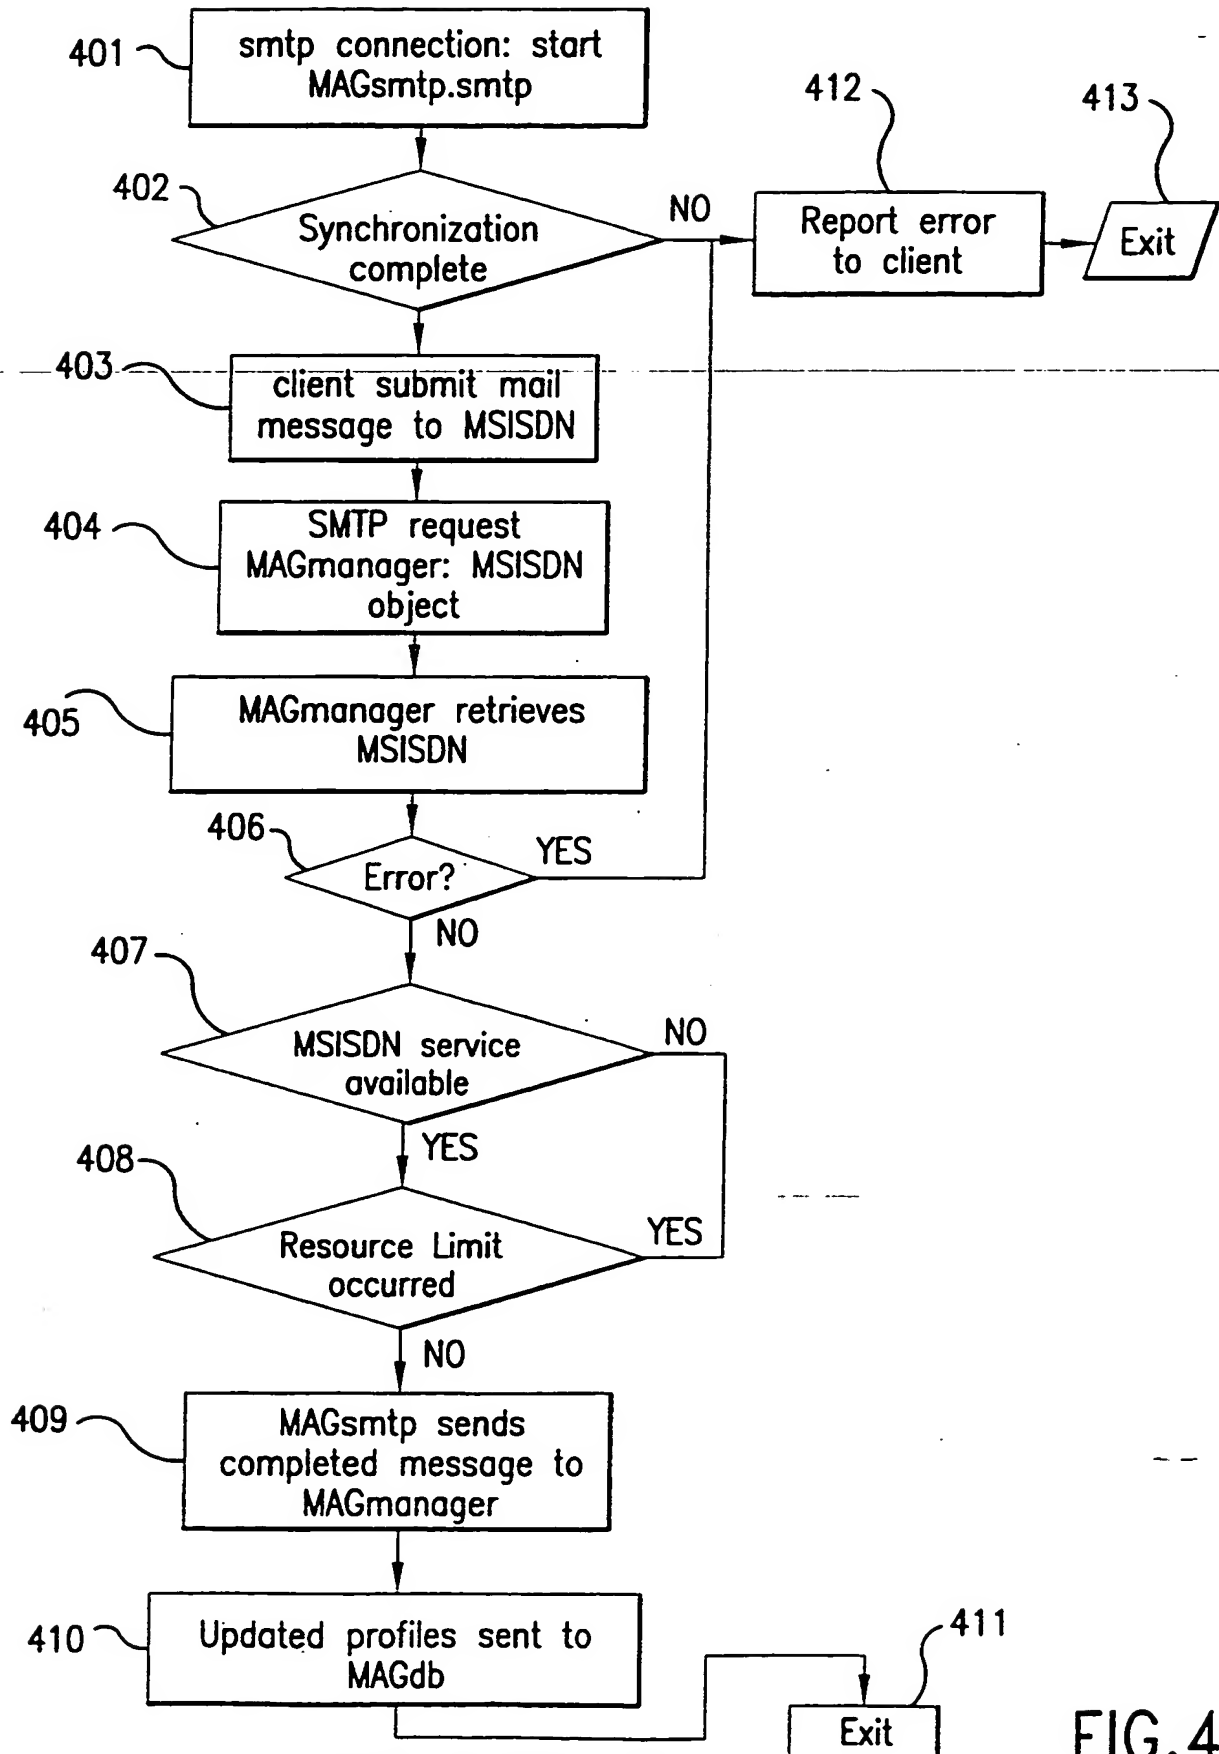 401
smtp connection: start
MAGsmtp.smtp
402
Synchronization
complete
NO
412
Report error
to client
413
Exit
403
client submit mail
message to MSISDN
404
SMTP request
MAGmanager: MSISDN
object
405
MAGmanager retrieves
MSISDN
406
Error?
YES
NO
407
MSISDN service
available
NO
YES
408
Resource Limit
occurred
YES
NO
409
MAGsmtp sends
completed message to
MAGmanager
410
Updated profiles sent to
MAGdb
411
Exit
FIG.4